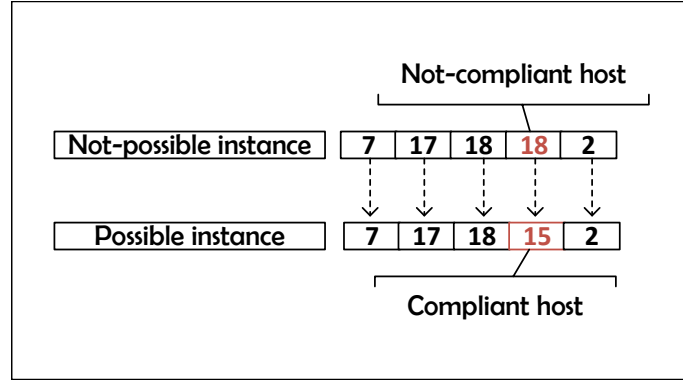 Not-compliant host
Not-possible instance 7 17 18 18 2
Possible instance 7 17 18 15 2
Compliant host